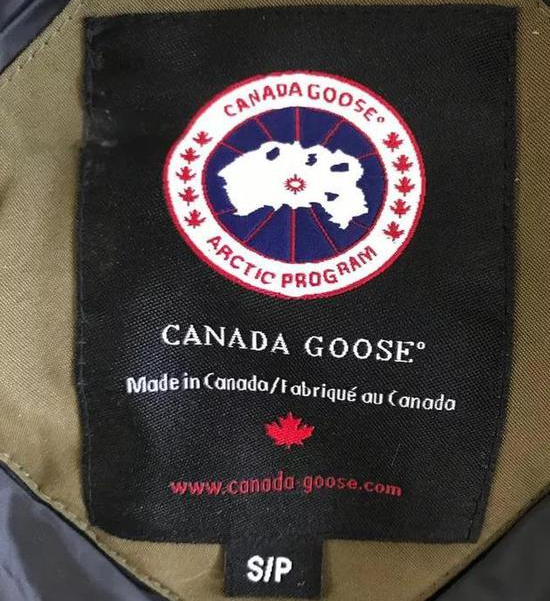 CANADA GOOSE®
ARCTIC PROGRAM
CANADA GOOSE®
Made in Canada/Fabriqué au Canada
www.canada-goose.com
S/P